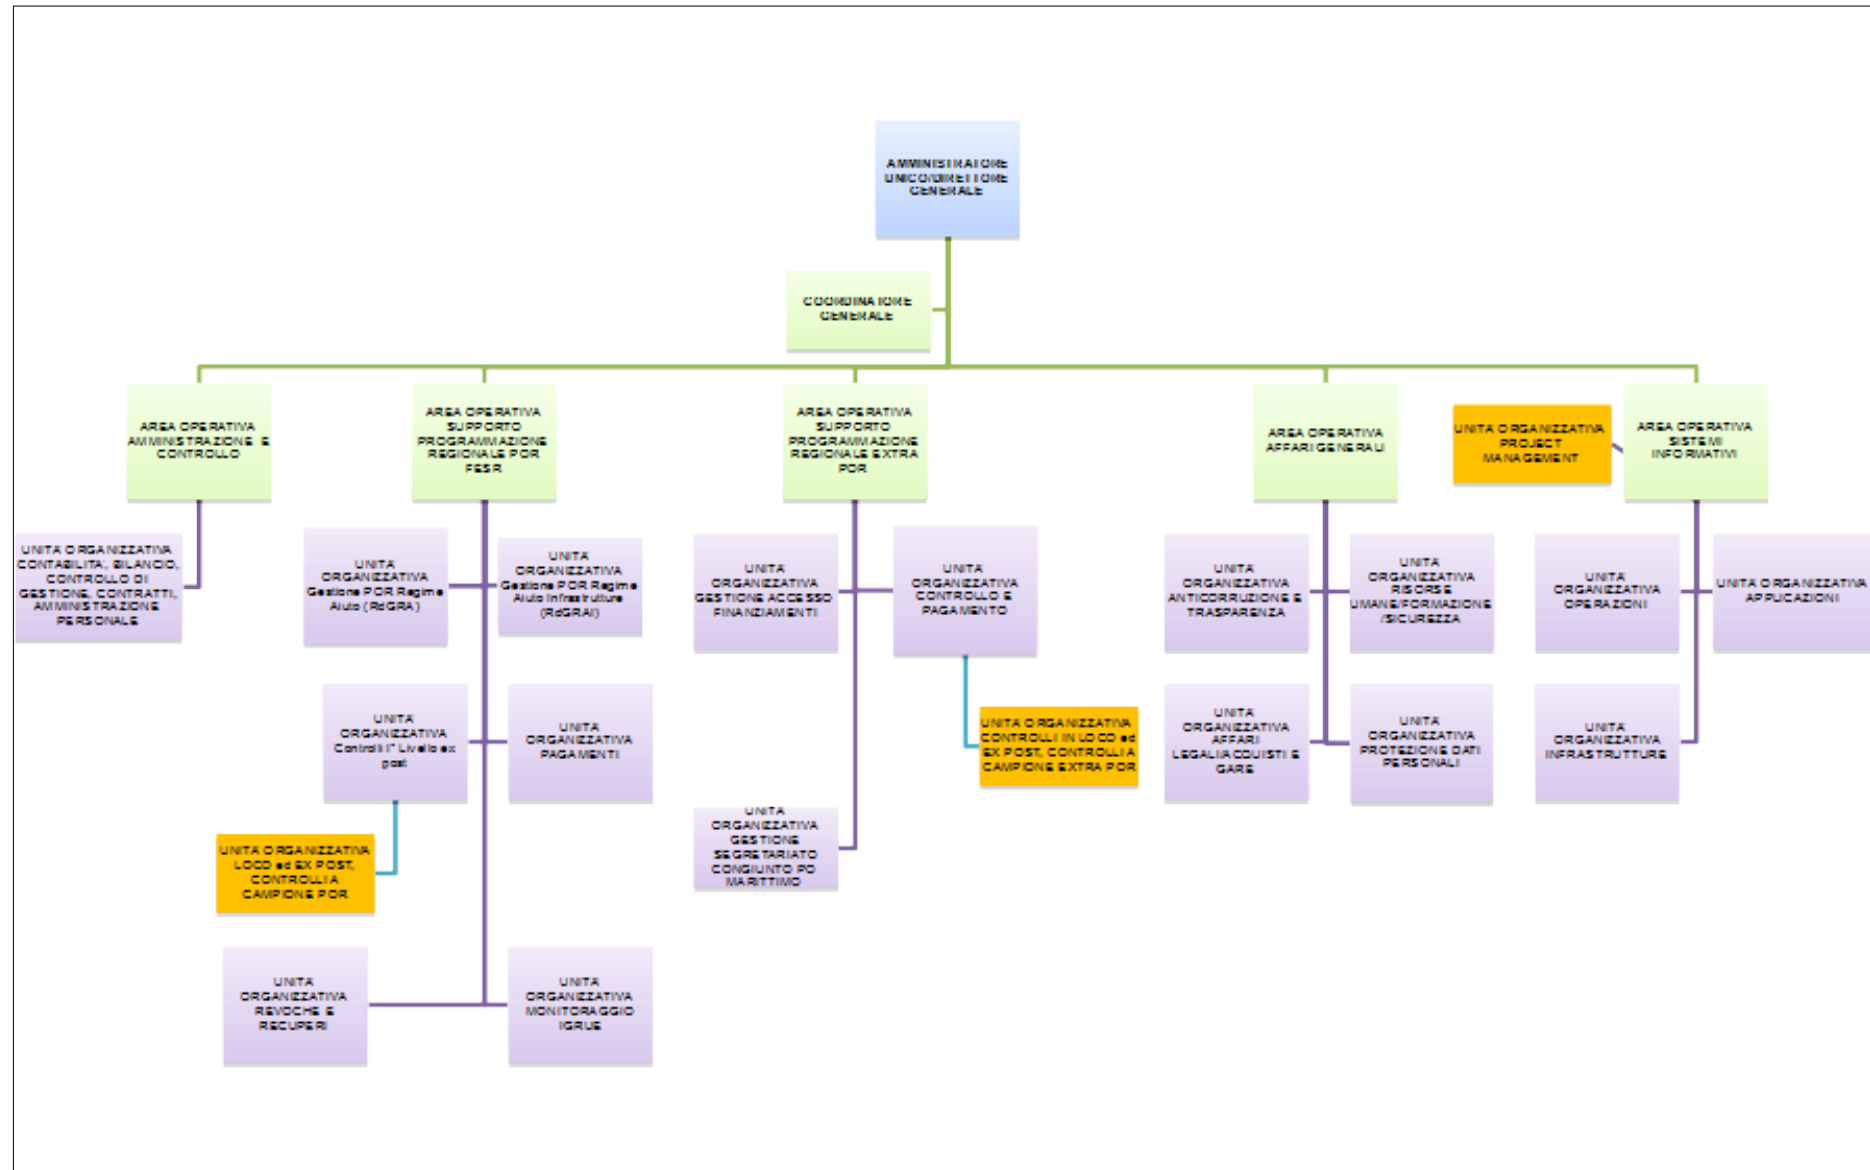 AMMINISTRATORE
UNICO/DIRETTORE
GENERALE
COORDINATORE
GENERALE
AREA OPERATIVA
AMMINISTRAZIONE E
CONTROLLO
AREA OPERATIVA
SUPPORTO
PROGRAMMAZIONE
REGIONALE POR
FESR
AREA OPERATIVA
SUPPORTO
PROGRAMMAZIONE
REGIONALE EXTRA
POR
AREA OPERATIVA
AFFARI GENERALI
UNITA' ORGANIZZATIVA
PROJECT
MANAGEMENT
AREA OPERATIVA
SISTEMI
INFORMATIVI
UNITA' ORGANIZZATIVA
CONTABILITA', BILANCIO,
CONTROLLO DI
GESTIONE, CONTRATTI,
AMMINISTRAZIONE
PERSONALE
UNITA'
ORGANIZZATIVA
Gestione POR Regime
Aiuto (RdGRA)
UNITA'
ORGANIZZATIVA
Gestione POR Regime
Aiuto Infrastrutture
(RdGRAI)
UNITA'
ORGANIZZATIVA
GESTIONE ACCESSO
FINANZIAMENTI
UNITA'
ORGANIZZATIVA
CONTROLLO E
PAGAMENTO
UNITA'
ORGANIZZATIVA
ANTICORRUZIONE E
TRASPARENZA
UNITA'
ORGANIZZATIVA
RISORSE
UMANE/FORMAZIONE
/SICUREZZA
UNITA'
ORGANIZZATIVA
OPERAZIONI
UNITA' ORGANIZZATIVA
APPLICAZIONI
UNITA'
ORGANIZZATIVA
Controlli I° Livello ex
post
UNITA'
ORGANIZZATIVA
PAGAMENTI
UNITA' ORGANIZZATIVA
CONTROLLI IN LOCO ed
EX POST, CONTROLLI A
CAMPIONE EXTRA POR
UNITA'
ORGANIZZATIVA
AFFARI
LEGALI/ACQUISTI E
GARE
UNITA'
ORGANIZZATIVA
PROTEZIONE DATI
PERSONALI
UNITA'
ORGANIZZATIVA
INFRASTRUTTURE
UNITA' ORGANIZZATIVA
LOCO ed EX POST,
CONTROLLI A
CAMPIONE POR
UNITA'
ORGANIZZATIVA
GESTIONE
SEGRETARIATO
CONGIUNTO PO
MARITTIMO
UNITA'
ORGANIZZATIVA
REVOCHE E
RECUPERI
UNITA'
ORGANIZZATIVA
MONITORAGGIO
IGRUE